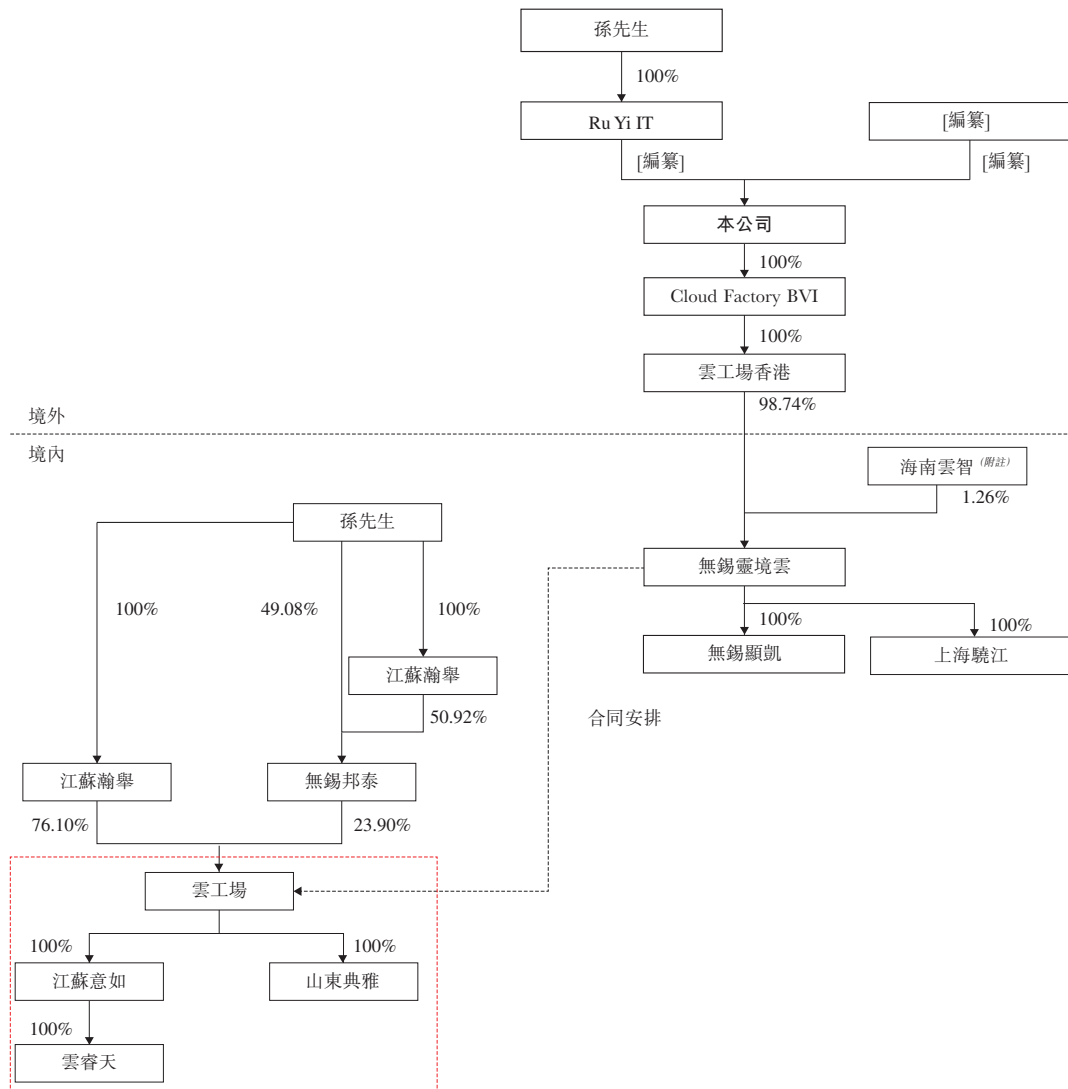 孫先生
100%
Ru Yi IT
[編纂]
[編纂]
[編纂]
本公司
100%
Cloud Factory BVI
100%
雲工場香港
98.74%
境外
境內
海南雲智(附註)
1.26%
孫先生
無錫靈境雲
100%
49.08%
100%
100%
100%
江蘇瀚舉
無錫顯凱
上海驍江
50.92%
合同安排
江蘇瀚舉
無錫邦泰
76.10%
23.90%
雲工場
100%
100%
江蘇意如
山東典雅
100%
雲睿天